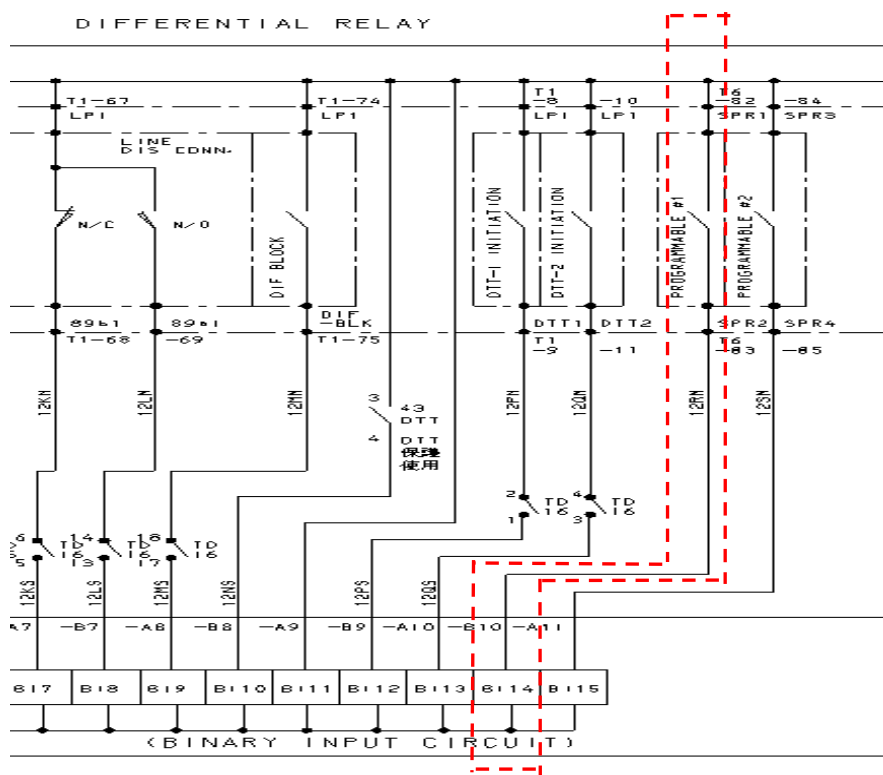 DIFFERENTIAL RELAY
T1-67
LP1
T1-74
LP1
T1
-8
LP1
-10
LP1
T6
-82
SPR1
-84
SPR3
LINE
DIS CONN.
N/C
N/O
DIF BLOCK
DTT-1 INITIATION
DTT-2 INITIATION
PROGRAMMABLE #1
PROGRAMMABLE #2
89b1
T1-68
89b1
-69
DIF
-BLK
T1-75
DTT1
T1
-9
DTT2
-11
SPR2
T6
-83
SPR4
-85
12KN
12LN
12MN
3
43
DTT
4
DTT
保護
使用
12PN
12QN
12RN
12SN
2
TD
16
1
4
TD
16
3
6
TD
16
5
14
TD
16
13
18
TD
16
17
12KS
12LS
12MS
12NS
12PS
12QS
A7
-B7
-A8
-B8
-A9
-B9
-A10
-B10
-A11
BI7
BI8
BI9
BI10
BI11
BI12
BI13
BI14
BI15
(BINARY INPUT CIRCUIT)